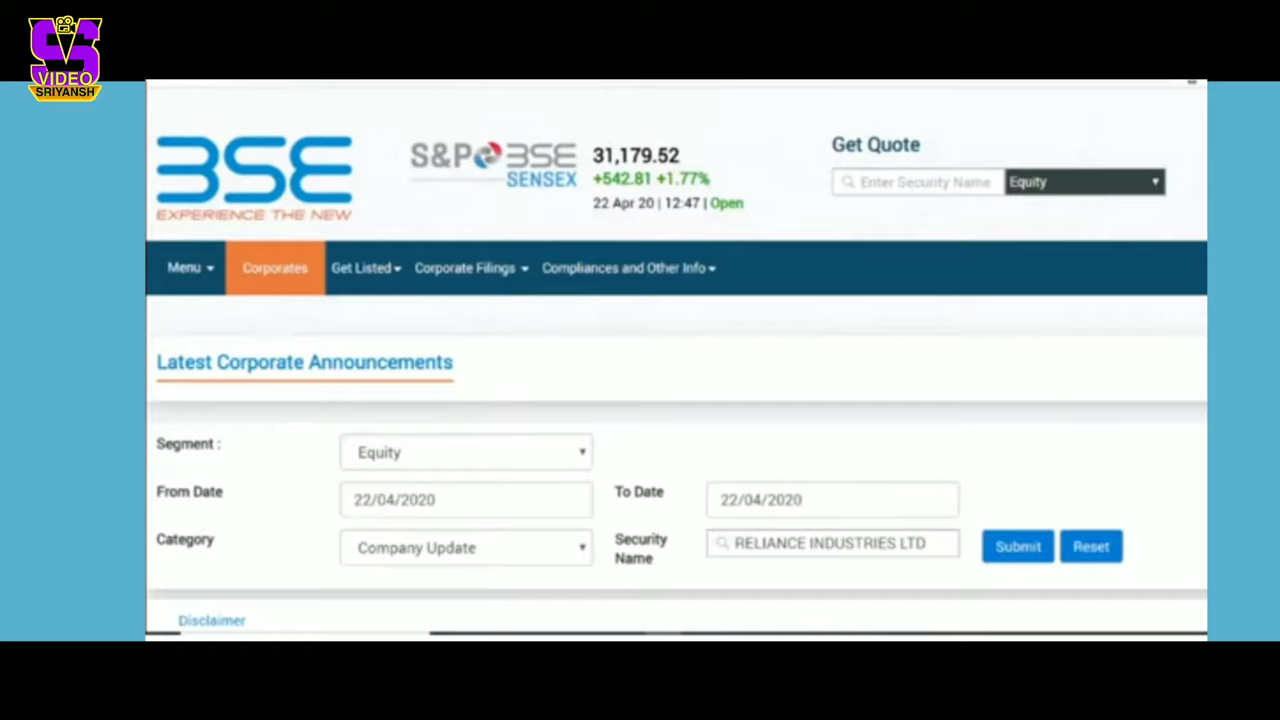 VIDEO
SRIYANSH
BSE
EXPERIENCE THE NEW
S&P BSE
SENSEX
31,179.52
+542.81 +1.77%
22 Apr 20 | 12:47 | Open
Get Quote
Enter Security Name Equity
Menu Corporates Get Listed Corporate Filings Compliances and Other Info
Latest Corporate Announcements
Segment : Equity
From Date 22/04/2020 To Date 22/04/2020
Category Company Update Security Name RELIANCE INDUSTRIES LTD Submit Reset
Disclaimer